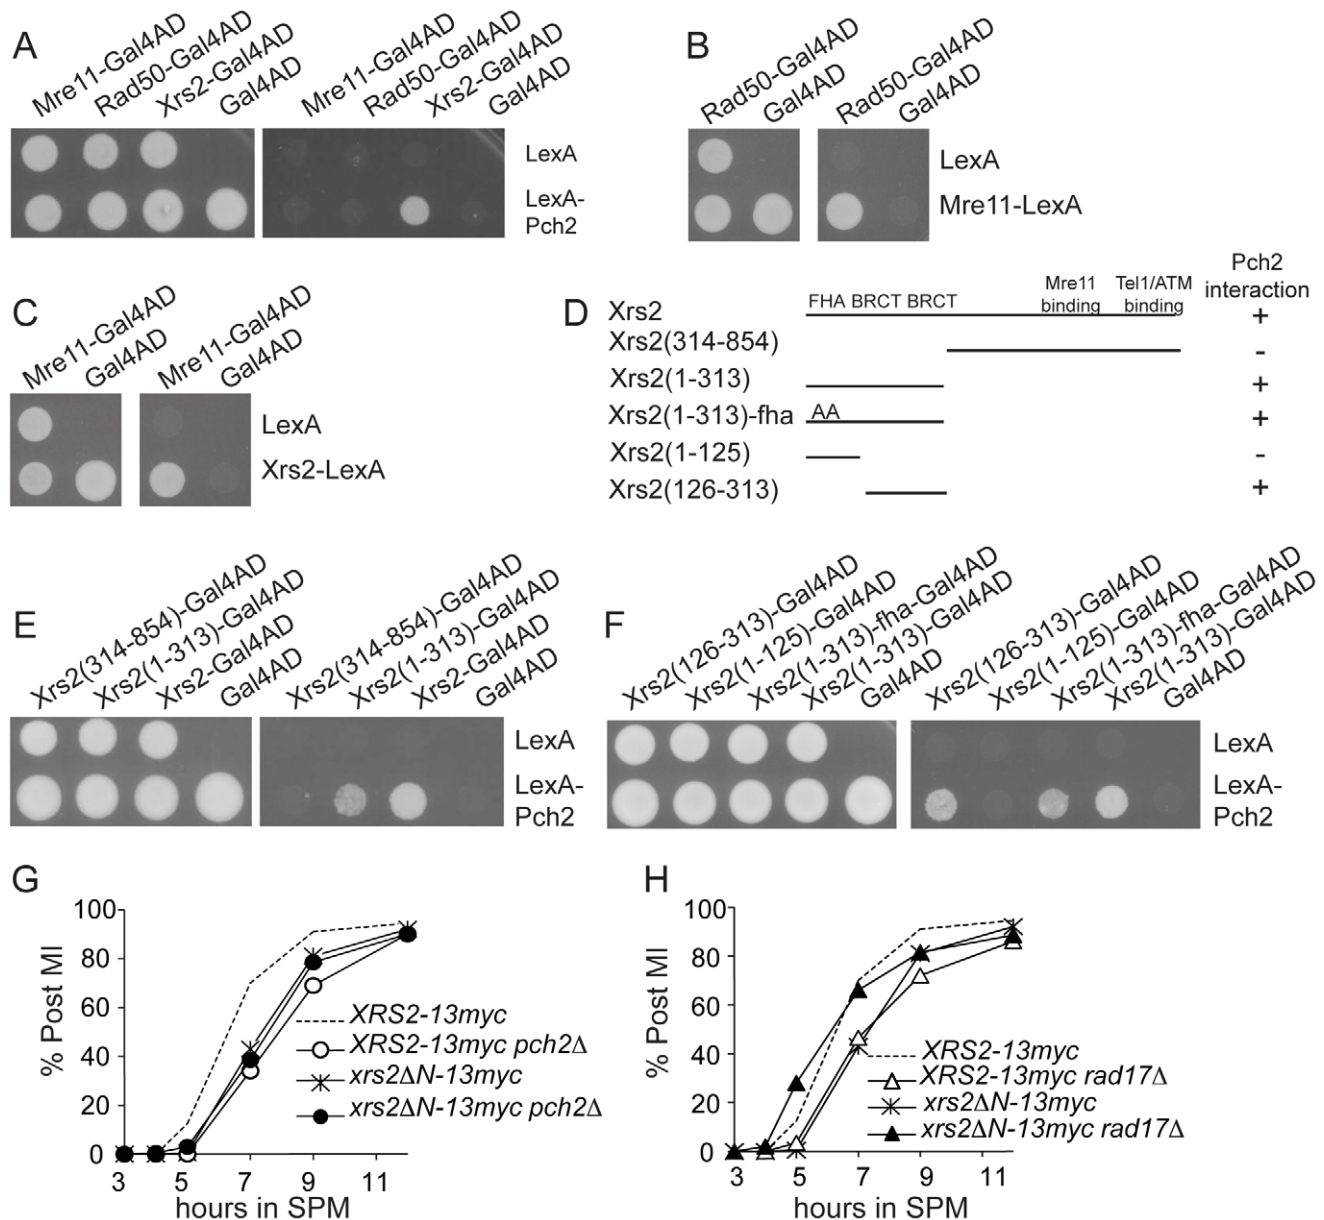 A
Mre11-Gal4AD
Rad50-Gal4AD
Xrs2-Gal4AD
Gal4AD
Mre11-Gal4AD
Rad50-Gal4AD
Xrs2-Gal4AD
Gal4AD
LexA
LexA-
Pch2
B
Rad50-Gal4AD
Gal4AD
Rad50-Gal4AD
Gal4AD
LexA
Mre11-LexA
C
Mre11-Gal4AD
Gal4AD
Mre11-Gal4AD
Gal4AD
LexA
Xrs2-LexA
D
Pch2
interaction
FHA BRCT BRCT
Mre11
binding
Tel1/ATM
binding
Xrs2 +
Xrs2(314-854) -
Xrs2(1-313) +
Xrs2(1-313)-fha AA +
Xrs2(1-125) -
Xrs2(126-313) +
E
Xrs2(314-854)-Gal4AD
Xrs2(1-313)-Gal4AD
Xrs2-Gal4AD
Gal4AD
Xrs2(314-854)-Gal4AD
Xrs2(1-313)-Gal4AD
Xrs2-Gal4AD
Gal4AD
LexA
LexA-
Pch2
F
Xrs2(126-313)-Gal4AD
Xrs2(1-125)-Gal4AD
Xrs2(1-313)-fha-Gal4AD
Xrs2(1-313)-Gal4AD
Gal4AD
Xrs2(126-313)-Gal4AD
Xrs2(1-125)-Gal4AD
Xrs2(1-313)-fha-Gal4AD
Xrs2(1-313)-Gal4AD
Gal4AD
LexA
LexA-
Pch2
G
% Post MI
100
80
60
40
20
0
3 5 7 9 11
hours in SPM
XRS2-13myc
XRS2-13myc pch2Δ
xrs2ΔN-13myc
xrs2ΔN-13myc pch2Δ
H
% Post MI
100
80
60
40
20
0
3 5 7 9 11
hours in SPM
XRS2-13myc
XRS2-13myc rad17Δ
xrs2ΔN-13myc
xrs2ΔN-13myc rad17Δ